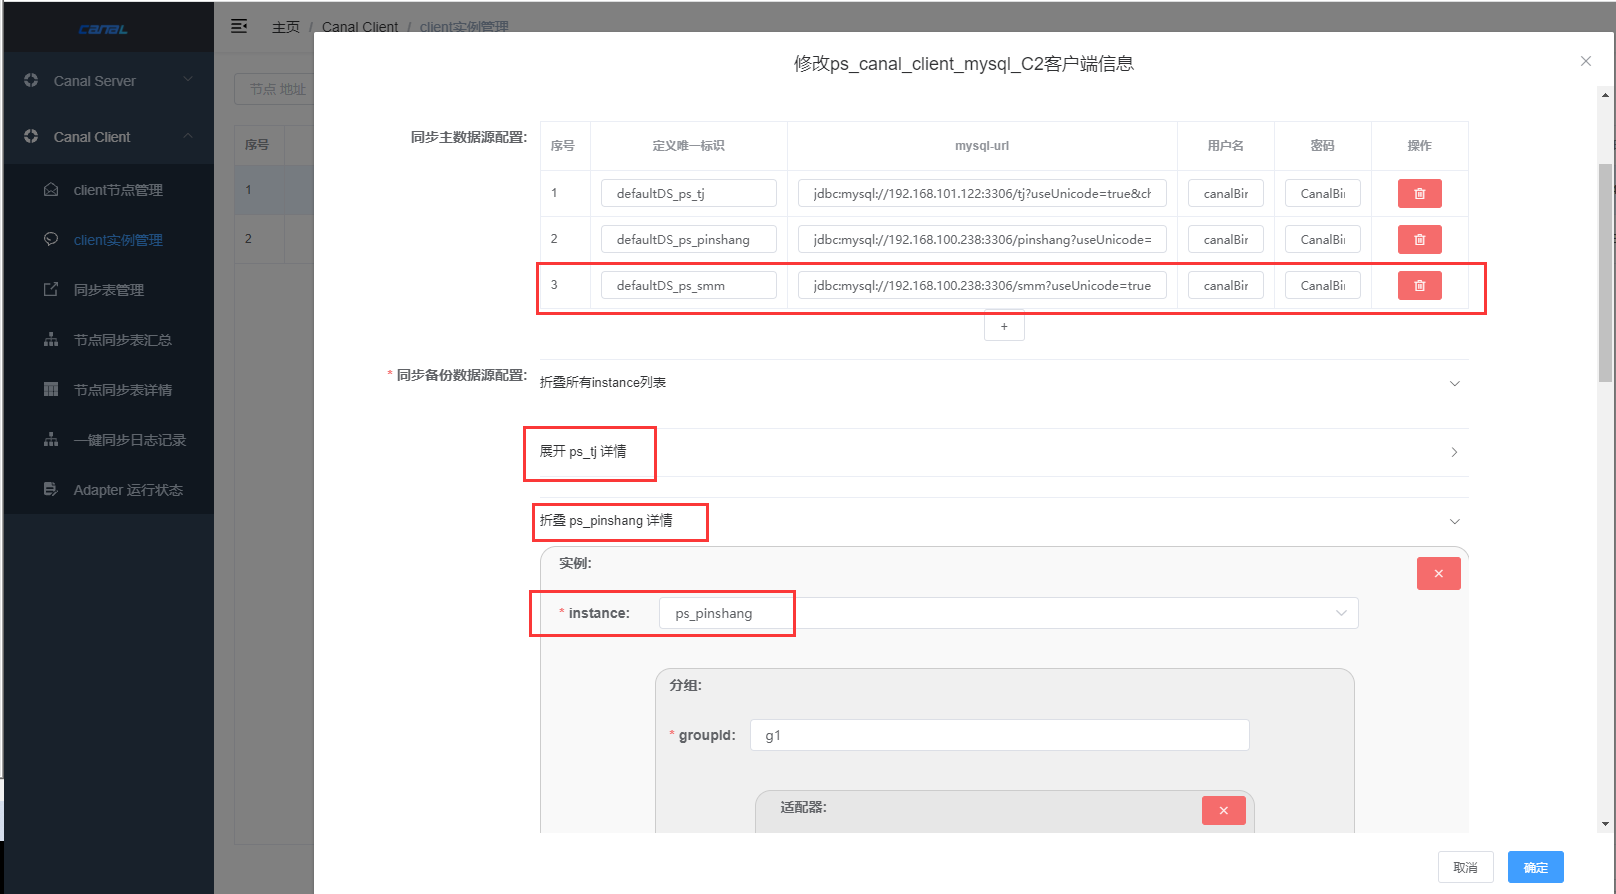 canal
主页 / Canal Client / client实例管理
Canal Server
Canal Client
client节点管理
client实例管理
同步表管理
节点同步表汇总
节点同步表详情
一键同步日志记录
Adapter 运行状态
节点 地址
序号
1
2
修改ps_canal_client_mysql_C2客户端信息
同步主数据源配置:
序号 定义唯一标识 mysql-url 用户名 密码 操作
1 defaultDS_ps_tj jdbc:mysql://192.168.101.122:3306/tj?useUnicode=true&ch canalBir CanalBi
2 defaultDS_ps_pinshang jdbc:mysql://192.168.100.238:3306/pinshang?useUnicode= canalBir CanalBi
3 defaultDS_ps_smm jdbc:mysql://192.168.100.238:3306/smm?useUnicode=true canalBir CanalBi
+
* 同步备份数据源配置: 折叠所有instance列表
展开 ps_tj 详情
折叠 ps_pinshang 详情
实例:
* instance: ps_pinshang
分组:
* groupId: g1
适配器:
取消 确定